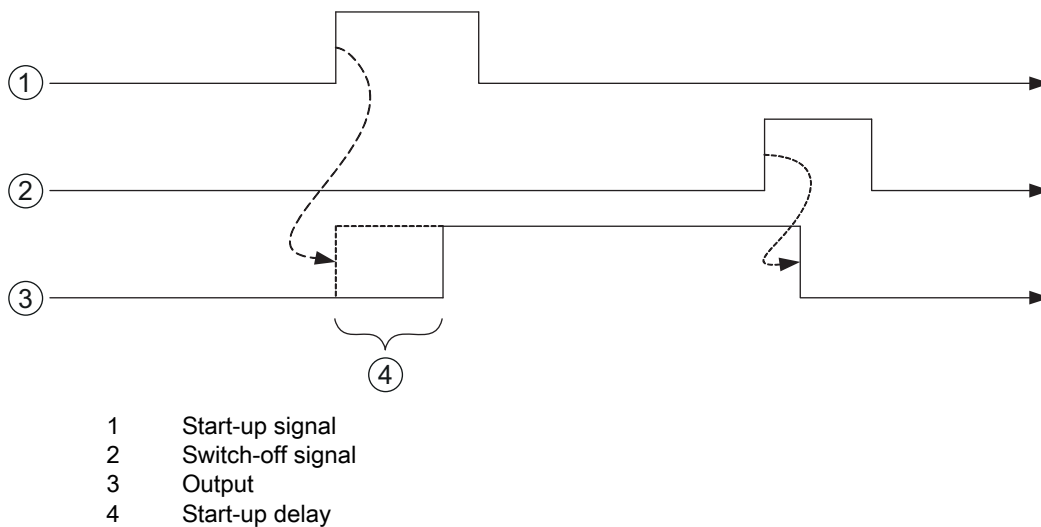 1
2
3
4
1 Start-up signal
2 Switch-off signal
3 Output
4 Start-up delay